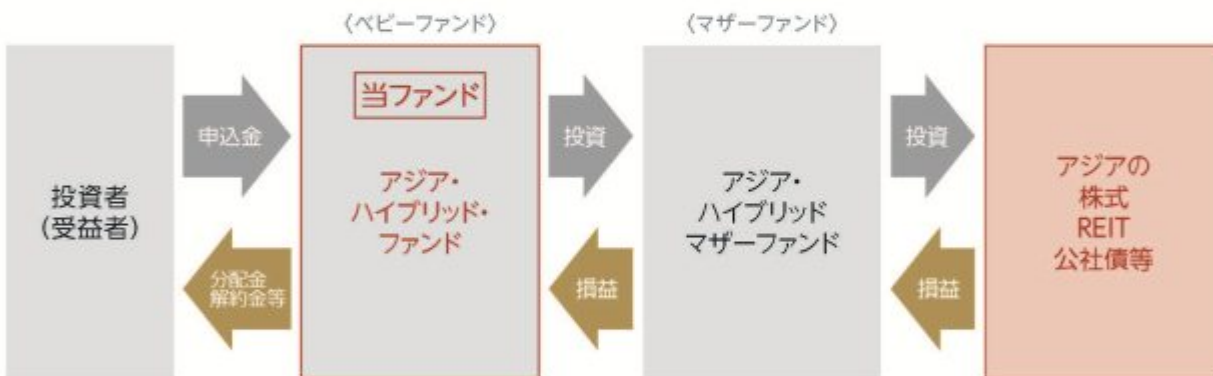 〈ベビーファンド〉
〈マザーファンド〉
投資者
(受益者)
申込金
分配金
解約金等
当ファンド
アジア・
ハイブリッド・
ファンド
投資
損益
アジア・
ハイブリッド
マザーファンド
投資
損益
アジアの
株式
REIT
公社債等